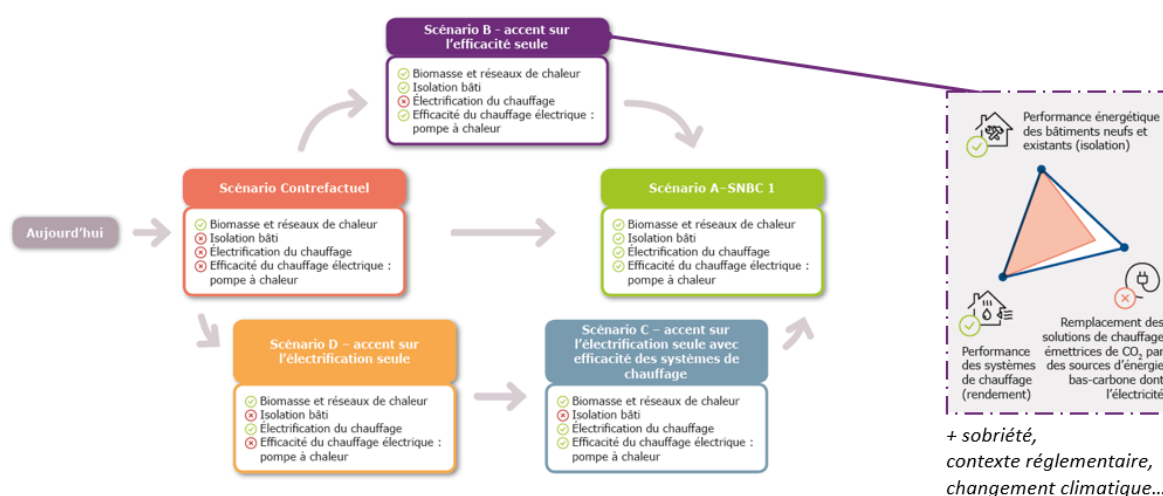 Scénario B - accent sur
l'efficacité seule
Biomasse et réseaux de chaleur
Isolation bâti
Électrification du chauffage
Efficacité du chauffage électrique :
pompe à chaleur
Aujourd'hui
Scénario Contrefactuel
Biomasse et réseaux de chaleur
Isolation bâti
Électrification du chauffage
Efficacité du chauffage électrique :
pompe à chaleur
Scénario A–SNBC 1
Biomasse et réseaux de chaleur
Isolation bâti
Électrification du chauffage
Efficacité du chauffage électrique :
pompe à chaleur
Scénario D – accent sur
l'électrification seule
Biomasse et réseaux de chaleur
Isolation bâti
Électrification du chauffage
Efficacité du chauffage électrique :
pompe à chaleur
Scénario C – accent sur
l'électrification seule avec
efficacité des systèmes de
chauffage
Biomasse et réseaux de chaleur
Isolation bâti
Électrification du chauffage
Efficacité du chauffage électrique :
pompe à chaleur
Performance énergétique
des bâtiments neufs et
existants (isolation)
Performance
des systèmes
de chauffage
(rendement)
Remplacement des
solutions de chauffage
émettrices de CO₂ par
des sources d'énergie
bas-carbone dont
l'électricité
+ sobriété,
contexte réglementaire,
changement climatique...